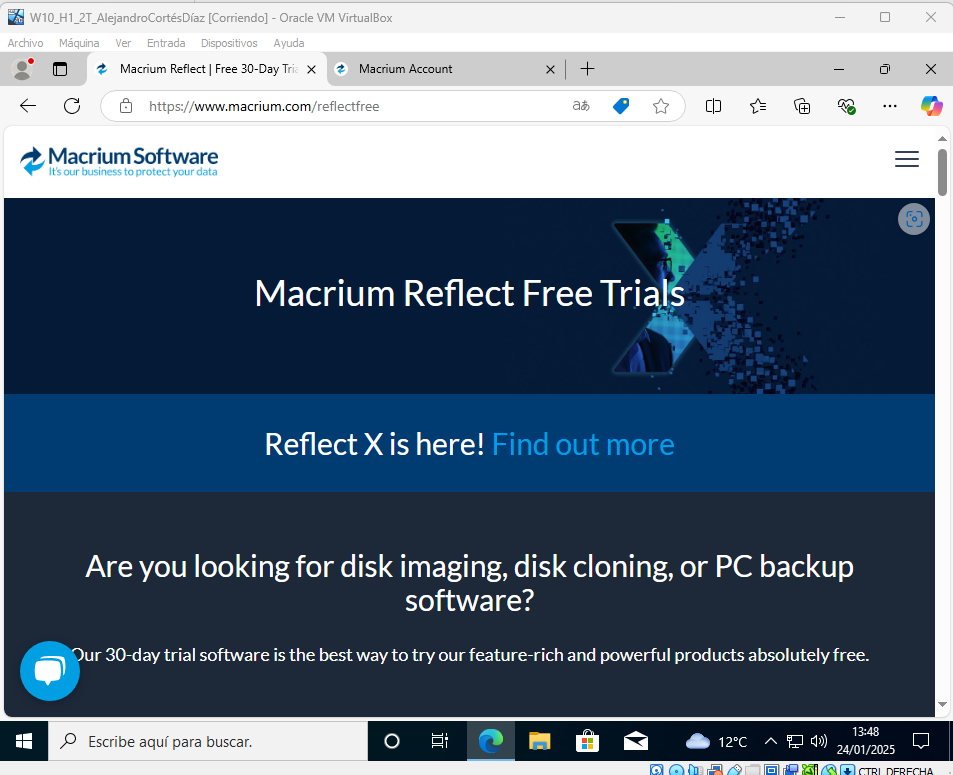 W10_H1_2T_AlejandroCortésDíaz [Corriendo] - Oracle VM VirtualBox
Archivo Máquina Ver Entrada Dispositivos Ayuda
Macrium Reflect | Free 30-Day Tria
Macrium Account
https://www.macrium.com/reflectfree
aあ
Macrium Software
It's our business to protect your data
Macrium Reflect Free Trials
Reflect X is here! Find out more
Are you looking for disk imaging, disk cloning, or PC backup
software?
Our 30-day trial software is the best way to try our feature-rich and powerful products absolutely free.
Escribe aquí para buscar.
12°C
13:48
24/01/2025
CTRL DERECHA